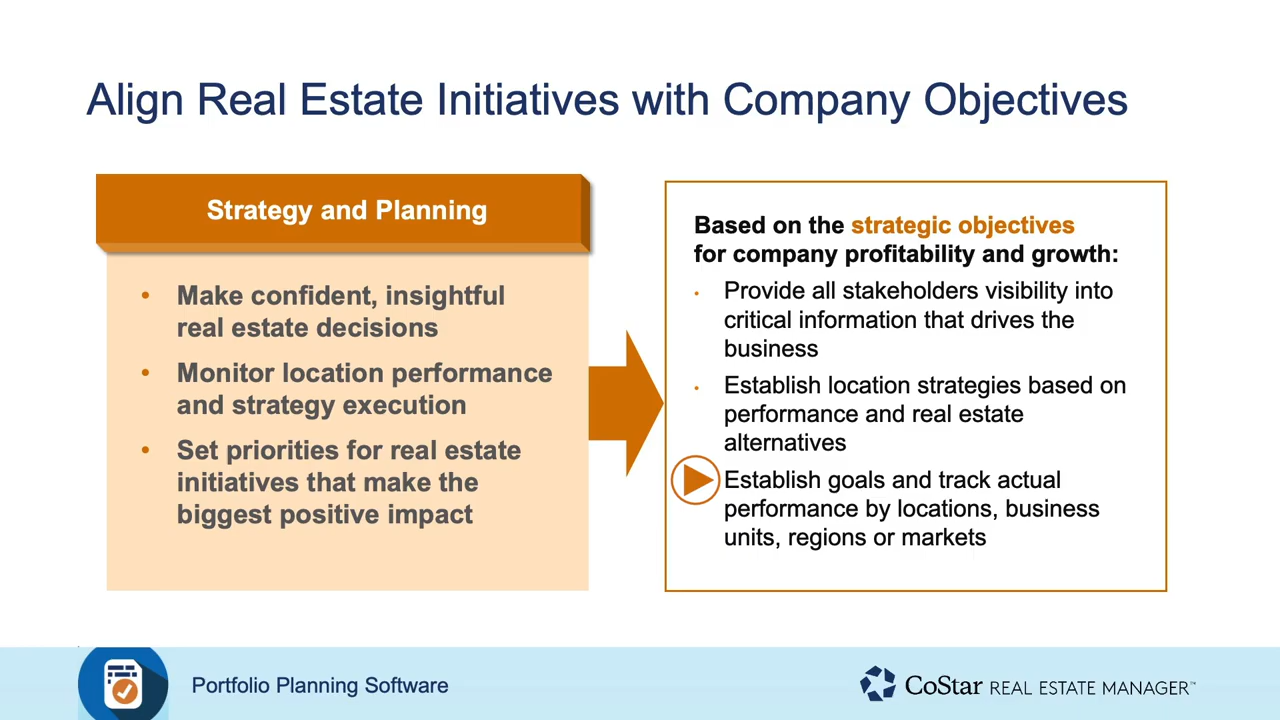 Align Real Estate Initiatives with Company Objectives
Strategy and Planning
• Make confident, insightful
real estate decisions
• Monitor location performance
and strategy execution
• Set priorities for real estate
initiatives that make the
biggest positive impact
Based on the strategic objectives
for company profitability and growth:
• Provide all stakeholders visibility into
critical information that drives the
business
• Establish location strategies based on
performance and real estate
alternatives
Establish goals and track actual
performance by locations, business
units, regions or markets
Portfolio Planning Software
CoStar REAL ESTATE MANAGER™